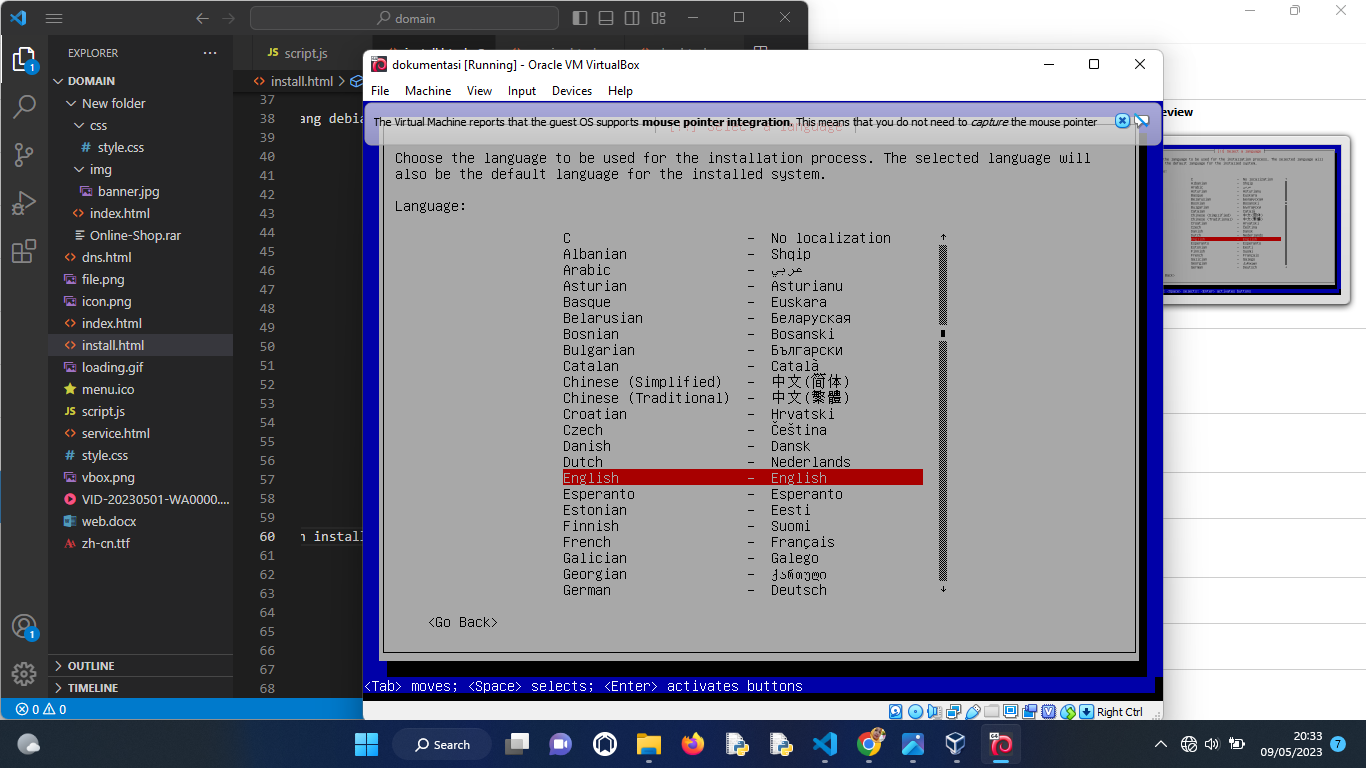 domain
EXPLORER
DOMAIN
New folder
css
style.css
img
banner.jpg
index.html
Online-Shop.rar
dns.html
file.png
icon.png
index.html
install.html
loading.gif
menu.ico
script.js
service.html
style.css
vbox.png
VID-20230501-WA0000....
web.docx
zh-cn.ttf
OUTLINE
TIMELINE
0 0
1
1
JS script.js
install.html
37
38 ang debia
39
40
41
42
43
44
45
46
47
48
49
50
51
52
53
54
55
56
57
58
59
60 n instal
61
62
63
64
65
66
67
68
dokumentasi [Running] - Oracle VM VirtualBox
File Machine View Input Devices Help
The Virtual Machine reports that the guest OS supports mouse pointer integration. This means that you do not need to capture the mouse pointer
[!!] Select a language
Choose the language to be used for the installation process. The selected language will
also be the default language for the installed system.
Language:
C - No localization
Albanian - Shqip
Arabic - عربي
Asturian - Asturianu
Basque - Euskara
Belarusian - Беларуская
Bosnian - Bosanski
Bulgarian - Български
Catalan - Català
Chinese (Simplified) - 中文(简体)
Chinese (Traditional) - 中文(繁體)
Croatian - Hrvatski
Czech - Čeština
Danish - Dansk
Dutch - Nederlands
English - English
Esperanto - Esperanto
Estonian - Eesti
Finnish - Suomi
French - Français
Galician - Galego
Georgian - ქართული
German - Deutsch
<Go Back>
<Tab> moves; <Space> selects; <Enter> activates buttons
Right Ctrl
eview
Search
20:33
09/05/2023
7